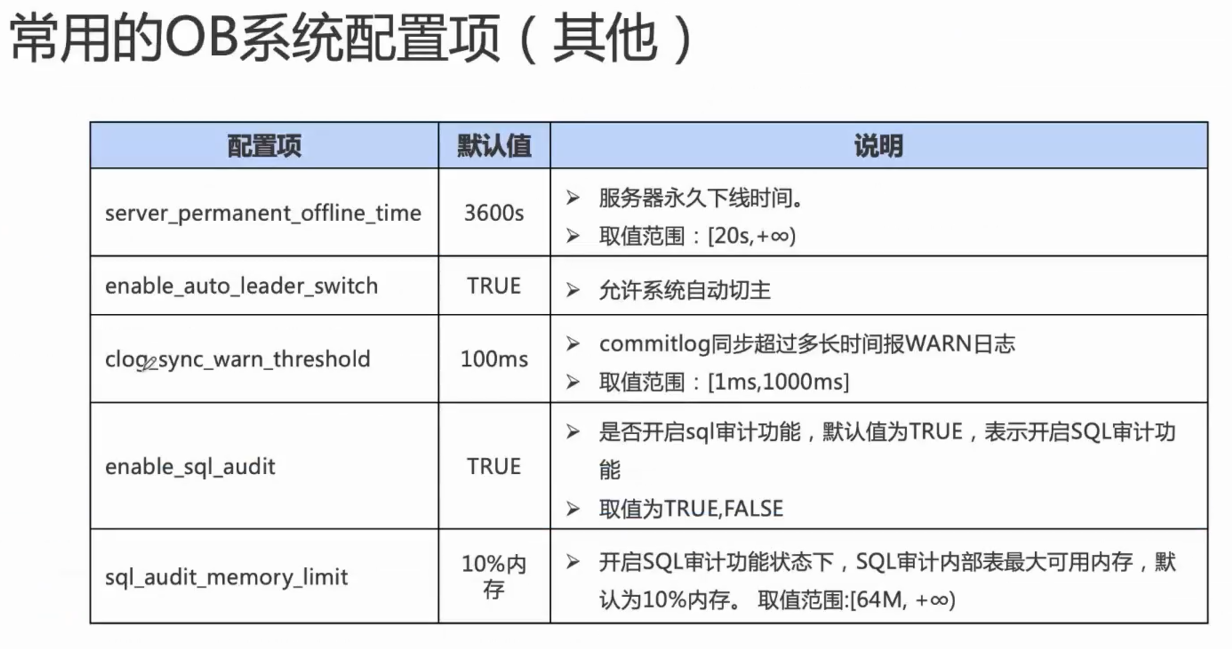 常用的OB系统配置项（其他）
配置项 默认值 说明
server_permanent_offline_time 3600s
➢ 服务器永久下线时间。
➢ 取值范围：[20s,+∞)
enable_auto_leader_switch TRUE
➢ 允许系统自动切主
clog_sync_warn_threshold 100ms
➢ commitlog同步超过多长时间报WARN日志
➢ 取值范围：[1ms,1000ms]
enable_sql_audit TRUE
➢ 是否开启sql审计功能，默认值为TRUE，表示开启SQL审计功
能
➢ 取值为TRUE,FALSE
sql_audit_memory_limit
10%内
存
➢ 开启SQL审计功能状态下，SQL审计内部表最大可用内存，默
认为10%内存。 取值范围:[64M, +∞)